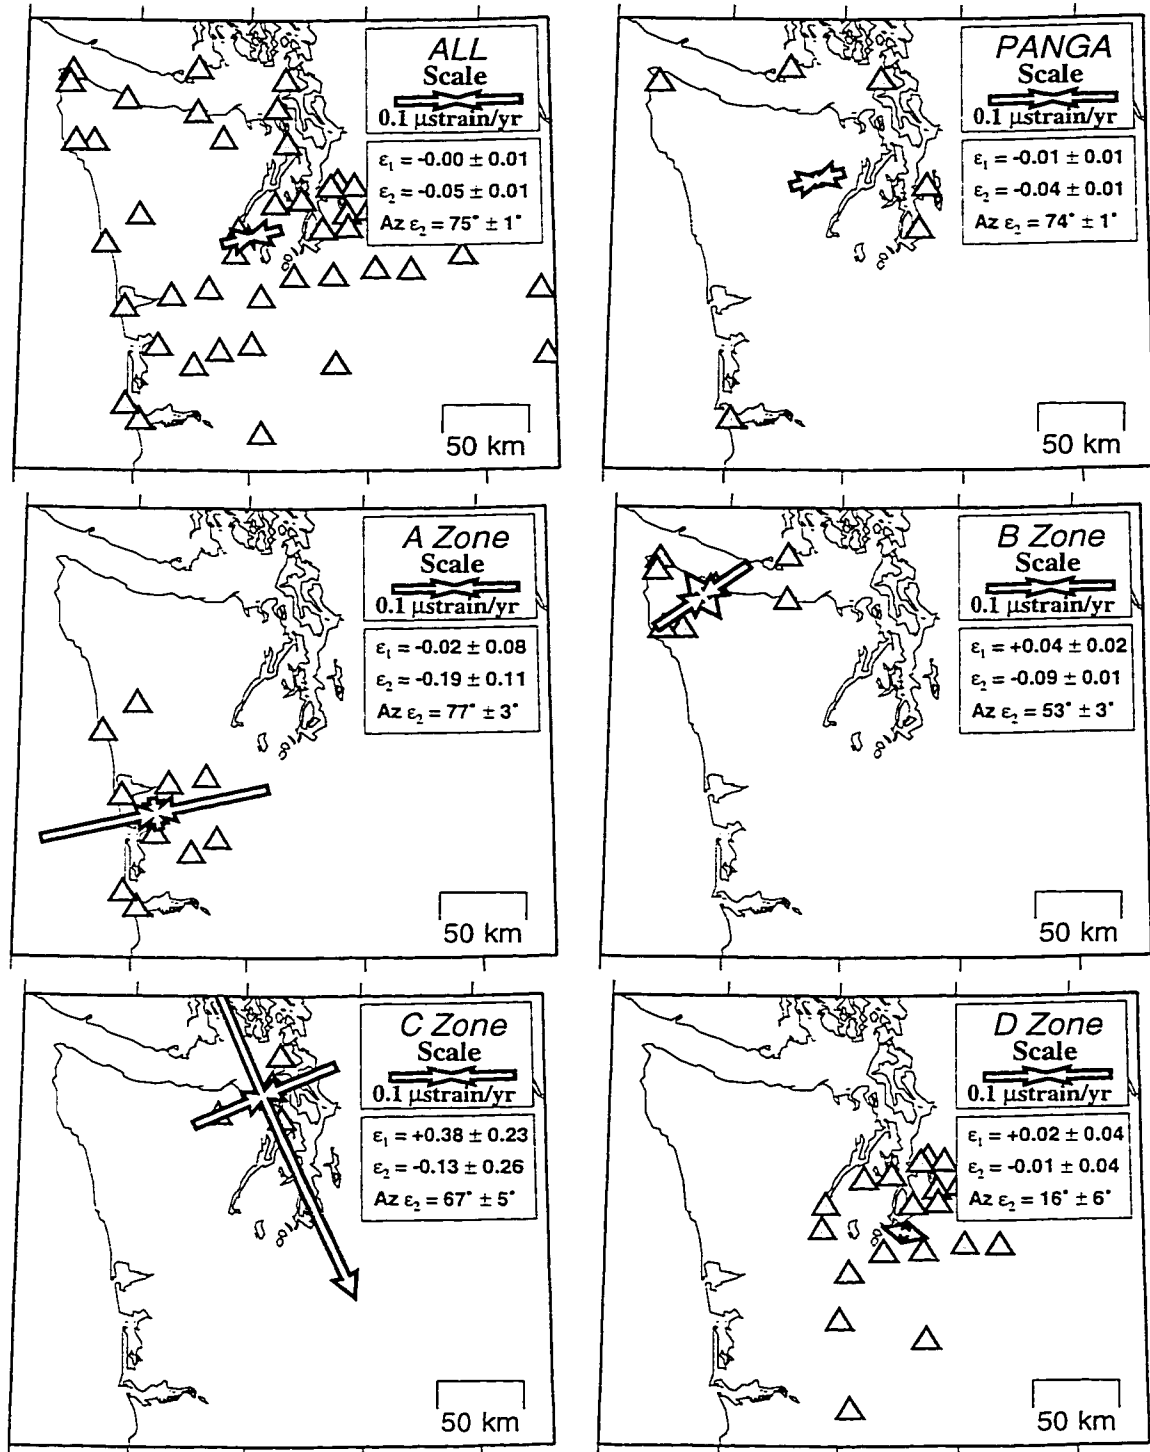 ALL
Scale
0.1 μstrain/yr
ε₁ = -0.00 ± 0.01
ε₂ = -0.05 ± 0.01
Az ε₂ = 75° ± 1°
50 km
PANGA
Scale
0.1 μstrain/yr
ε₁ = -0.01 ± 0.01
ε₂ = -0.04 ± 0.01
Az ε₂ = 74° ± 1°
50 km
A Zone
Scale
0.1 μstrain/yr
ε₁ = -0.02 ± 0.08
ε₂ = -0.19 ± 0.11
Az ε₂ = 77° ± 3°
50 km
B Zone
Scale
0.1 μstrain/yr
ε₁ = +0.04 ± 0.02
ε₂ = -0.09 ± 0.01
Az ε₂ = 53° ± 3°
50 km
C Zone
Scale
0.1 μstrain/yr
ε₁ = +0.38 ± 0.23
ε₂ = -0.13 ± 0.26
Az ε₂ = 67° ± 5°
50 km
D Zone
Scale
0.1 μstrain/yr
ε₁ = +0.02 ± 0.04
ε₂ = -0.01 ± 0.04
Az ε₂ = 16° ± 6°
50 km